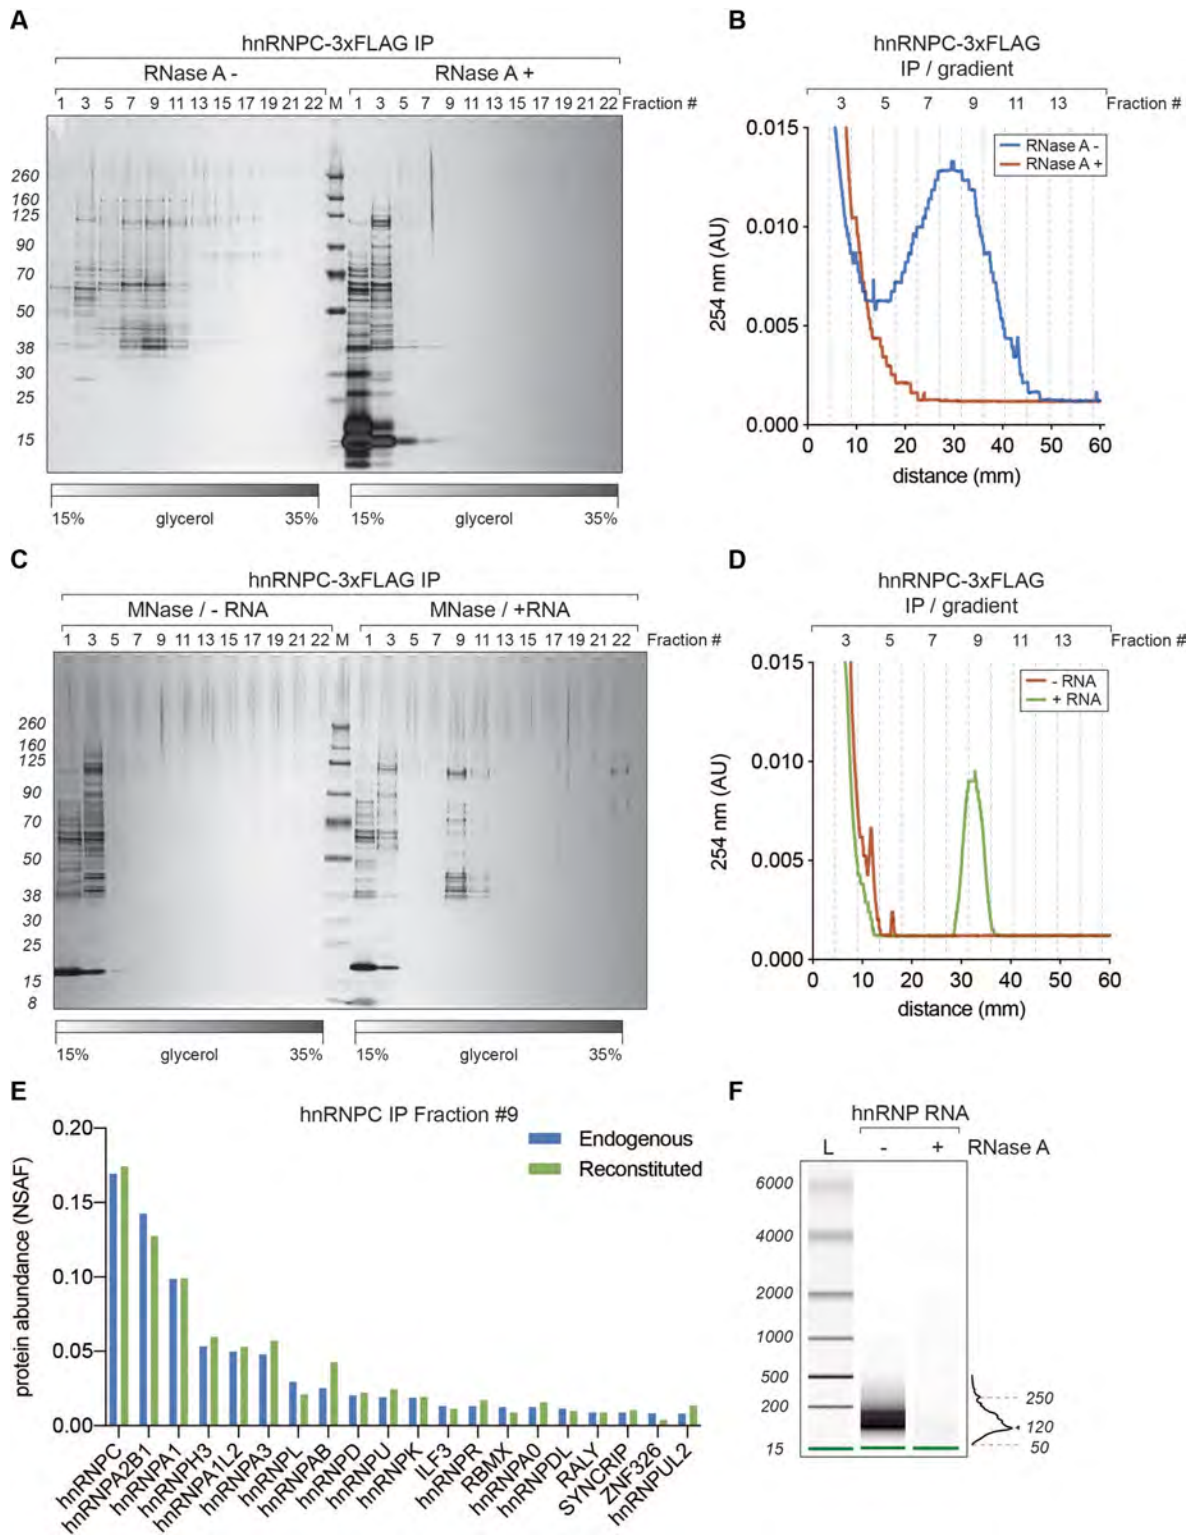 A
hnRNPC-3xFLAG IP
RNase A - RNase A +
1 3 5 7 9 11 13 15 17 19 21 22 M 1 3 5 7 9 11 13 15 17 19 21 22 Fraction #
260
160
125
90
70
50
38
30
25
15
15% glycerol 35% 15% glycerol 35%
B
hnRNPC-3xFLAG
IP / gradient
3 5 7 9 11 13 Fraction #
RNase A -
RNase A +
254 nm (AU)
0.015
0.010
0.005
0.000
0 10 20 30 40 50 60
distance (mm)
C
hnRNPC-3xFLAG IP
MNase / - RNA MNase / +RNA
1 3 5 7 9 11 13 15 17 19 21 22 M 1 3 5 7 9 11 13 15 17 19 21 22 Fraction #
260
160
125
90
70
50
38
30
25
15
8
15% glycerol 35% 15% glycerol 35%
D
hnRNPC-3xFLAG
IP / gradient
3 5 7 9 11 13 Fraction #
- RNA
+ RNA
254 nm (AU)
0.015
0.010
0.005
0.000
0 10 20 30 40 50 60
distance (mm)
E
hnRNPC IP Fraction #9
Endogenous
Reconstituted
protein abundance (NSAF)
0.20
0.15
0.10
0.05
0.00
hnRNPC
hnRNPA2B1
hnRNPA1
hnRNPH3
hnRNPA1L2
hnRNPA3
hnRNPL
hnRNPAB
hnRNPD
hnRNPU
hnRNPK
ILF3
hnRNPR
RBMX
hnRNPA0
hnRNPDL
RALY
SYNCRIP
ZNF326
hnRNPUL2
F
hnRNP RNA
L - + RNase A
6000
4000
2000
1000
500
200
15
250
120
50